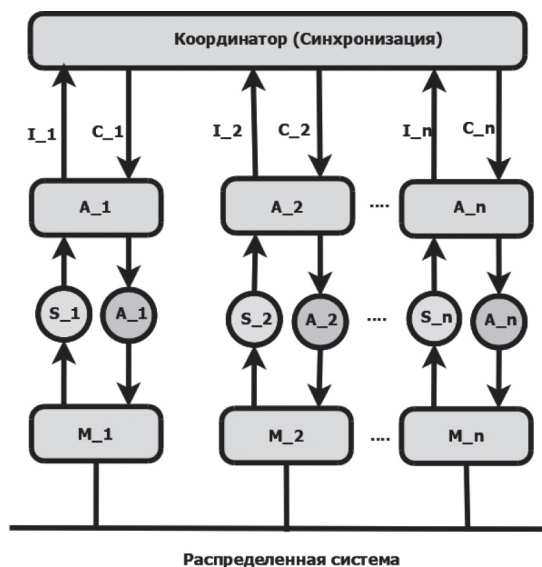 Координатор (Синхронизация)
I_1 C_1 I_2 C_2 I_n C_n
A_1 A_2 .... A_n
S_1 A_1 S_2 A_2 .... S_n A_n
M_1 M_2 .... M_n
Распределенная система